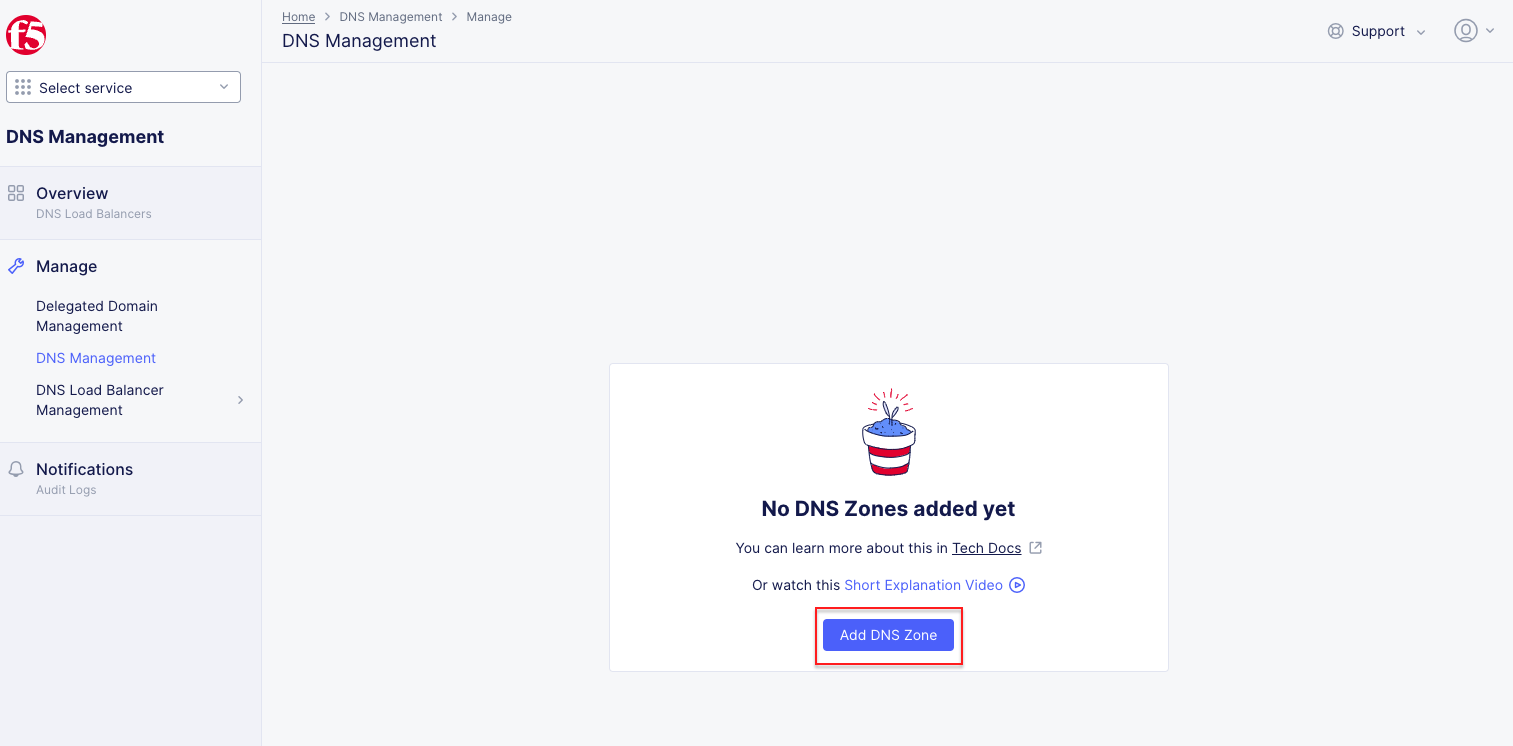 f5
Select service
DNS Management
Overview
DNS Load Balancers
Manage
Delegated Domain
Management
DNS Management
DNS Load Balancer
Management
Notifications
Audit Logs
Home > DNS Management > Manage
DNS Management
Support
No DNS Zones added yet
You can learn more about this in Tech Docs
Or watch this Short Explanation Video
Add DNS Zone